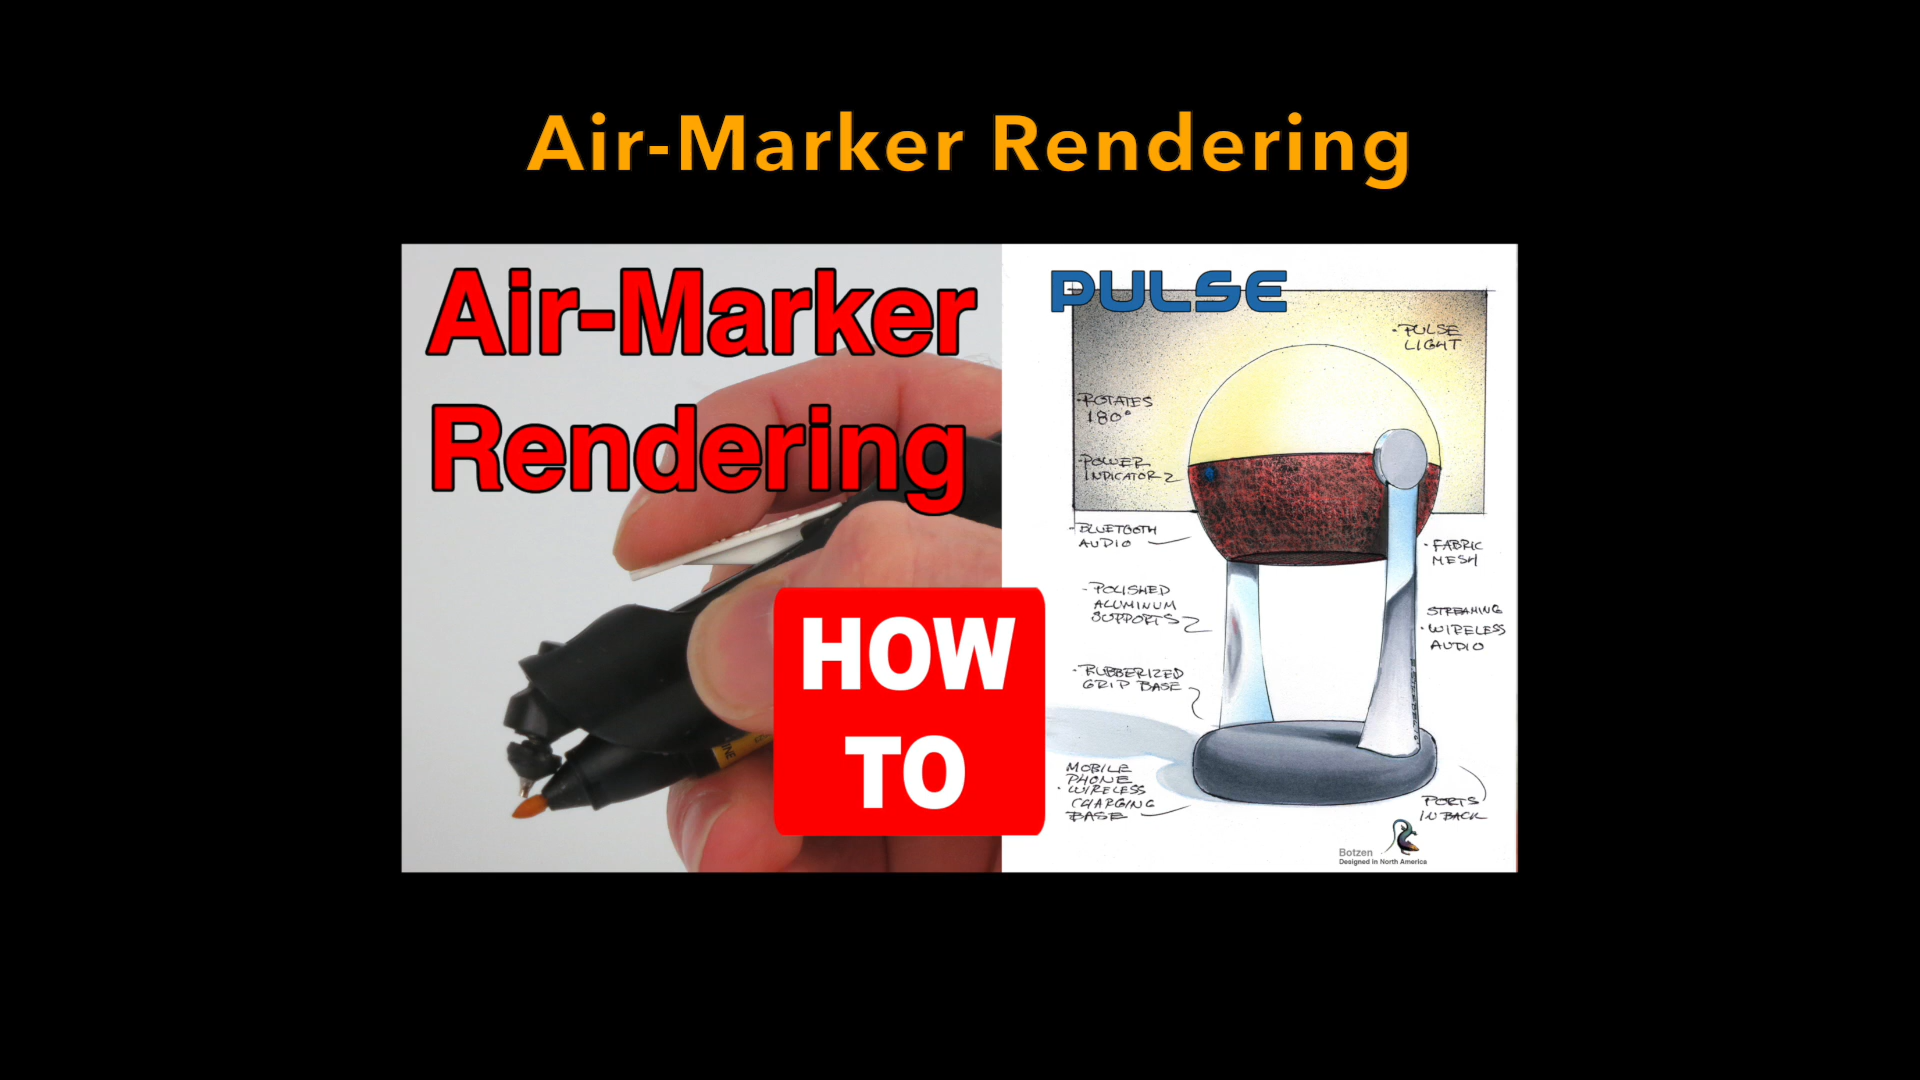 Air-Marker Rendering
Air-Marker
Rendering
HOW
TO
PULSE
-PULSE
LIGHT
-ROTATES
180°
-POWER
INDICATOR
-BLUETOOTH
AUDIO
-FABRIC
MESH
-POLISHED
ALUMINUM
SUPPORTS
STREAMING
-WIRELESS
AUDIO
-RUBBERIZED
GRIP BASE
MOBILE
PHONE
-WIRELESS
CHARGING
BASE
PORTS
IN BACK
Botzen
Designed in North America